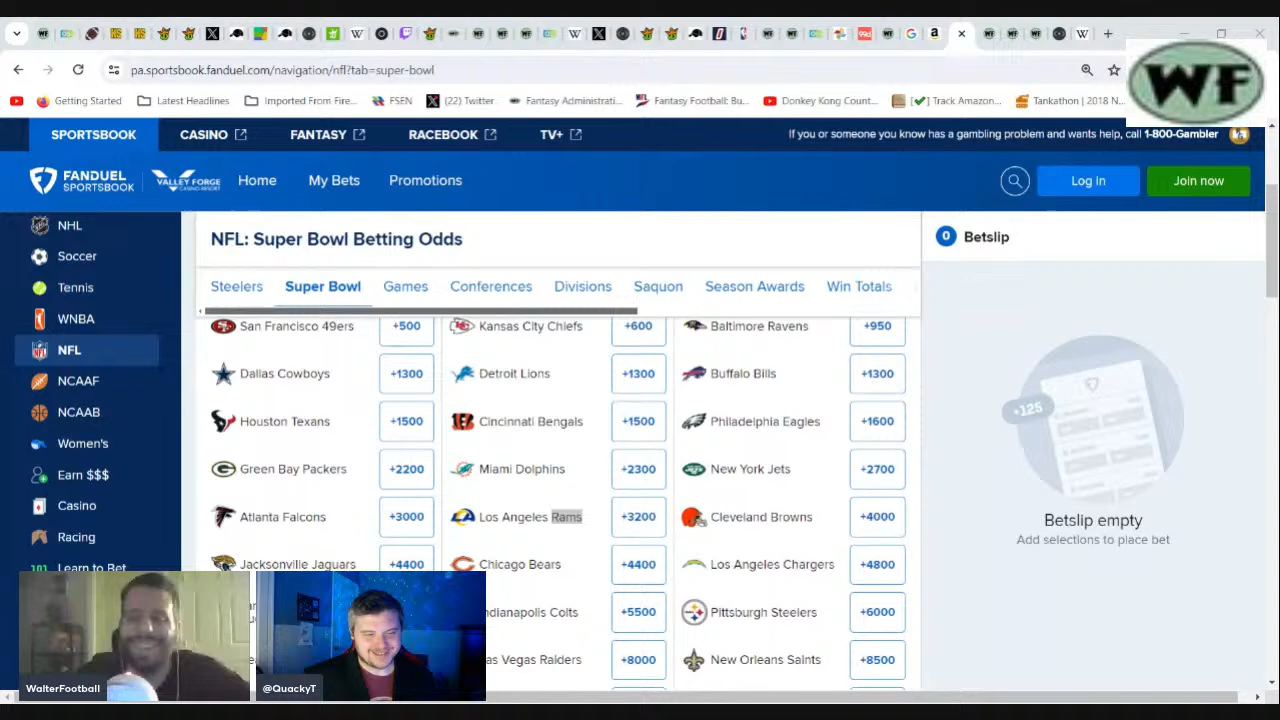 WF
pa.sportsbook.fanduel.com/navigation/nfl?tab=super-bowl
Getting Started
Latest Headlines
Imported From Fire...
FSEN
(22) Twitter
Fantasy Administrati...
Fantasy Football: Bu...
Donkey Kong Count...
Track Amazon...
Tankathon | 2018 N...
SPORTSBOOK
CASINO
FANTASY
RACEBOOK
TV+
If you or someone you know has a gambling problem and wants help, call 1-800-Gambler
FANDUEL SPORTSBOOK
VALLEY FORGE CASINO RESORT
Home
My Bets
Promotions
Log In
Join now
NHL
Soccer
Tennis
WNBA
NFL
NCAAF
NCAAB
Women's
Earn $$$
Casino
Racing
101 Learn to Bet
NFL: Super Bowl Betting Odds
Steelers
Super Bowl
Games
Conferences
Divisions
Saquon
Season Awards
Win Totals
San Francisco 49ers +500
Kansas City Chiefs +600
Baltimore Ravens +950
Dallas Cowboys +1300
Detroit Lions +1300
Buffalo Bills +1300
Houston Texans +1500
Cincinnati Bengals +1500
Philadelphia Eagles +1600
Green Bay Packers +2200
Miami Dolphins +2300
New York Jets +2700
Atlanta Falcons +3000
Los Angeles Rams +3200
Cleveland Browns +4000
Jacksonville Jaguars +4400
Chicago Bears +4400
Los Angeles Chargers +4800
ndianapolis Colts +5500
Pittsburgh Steelers +6000
as Vegas Raiders +8000
New Orleans Saints +8500
0 Betslip
+125
Betslip empty
Add selections to place bet
WalterFootball
@QuackyT